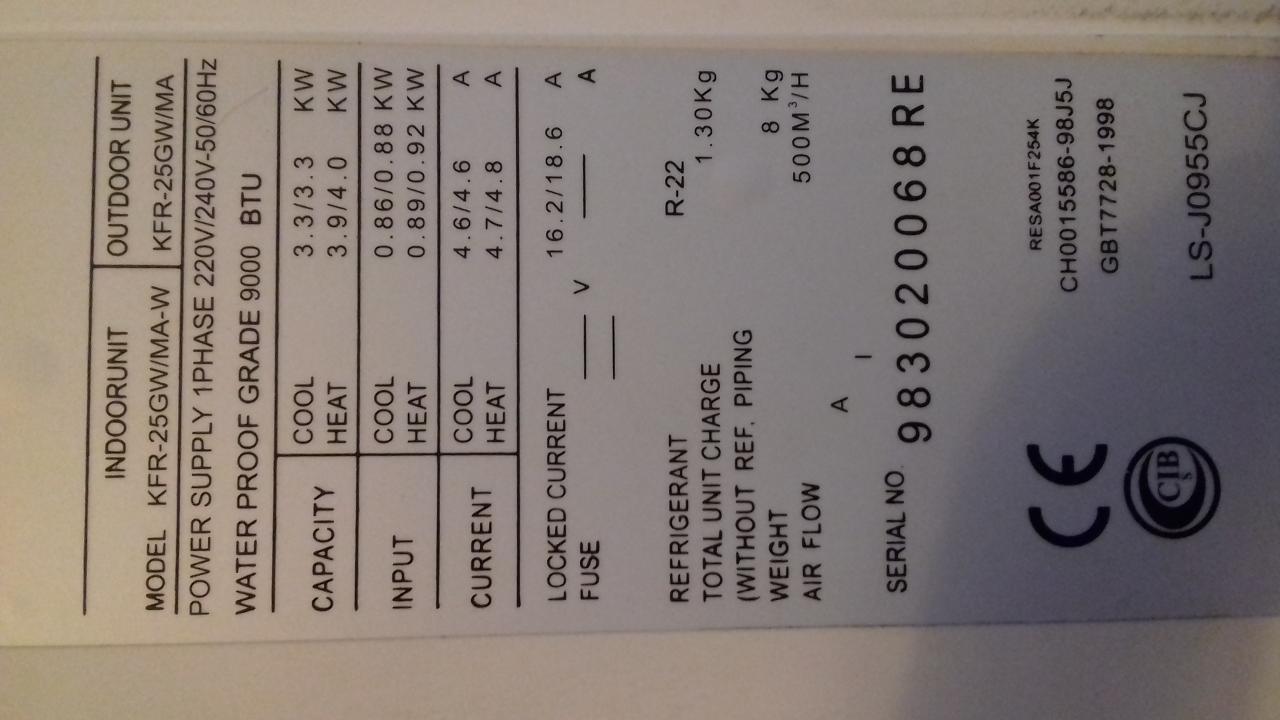 INDOORUNIT OUTDOOR UNIT
MODEL KFR-25GW/MA-W KFR-25GW/MA
POWER SUPPLY 1PHASE 220V/240V-50/60Hz
WATER PROOF GRADE 9000 BTU
CAPACITY COOL 3.3/3.3 KW
HEAT 3.9/4.0 KW
INPUT COOL 0.86/0.88 KW
HEAT 0.89/0.92 KW
CURRENT COOL 4.6/4.6 A
HEAT 4.7/4.8 A
LOCKED CURRENT 16.2/18.6 A
FUSE V A
REFRIGERANT R-22
TOTAL UNIT CHARGE 1.30Kg
(WITHOUT REF. PIPING
WEIGHT 8 Kg
AIR FLOW 500M³/H
A
I
SERIAL NO. 983020068RE
RESA001F254K
CH0015586-98J5J
GBT7728-1998
CE
CIB
S
LS-J0955CJ